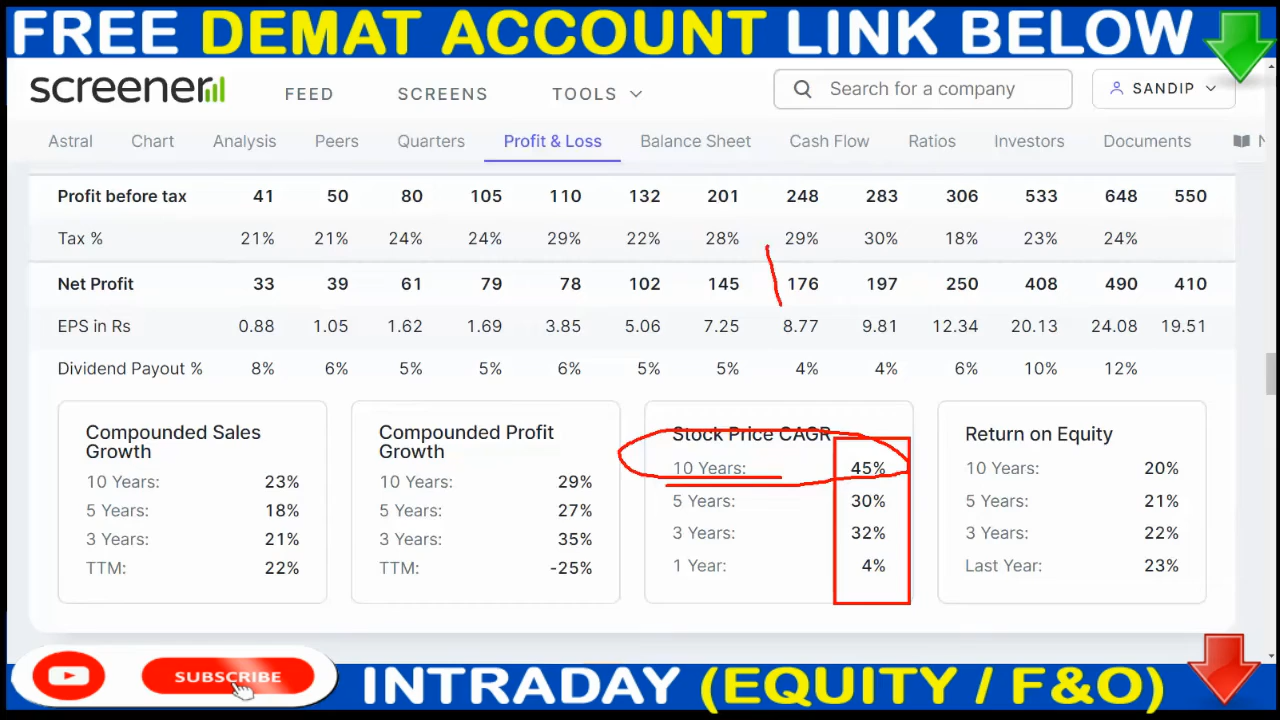 FREE DEMAT ACCOUNT LINK BELOW
screener FEED SCREENS TOOLS Search for a company SANDIP
Astral Chart Analysis Peers Quarters Profit & Loss Balance Sheet Cash Flow Ratios Investors Documents N
Profit before tax 41 50 80 105 110 132 201 248 283 306 533 648 550
Tax % 21% 21% 24% 24% 29% 22% 28% 29% 30% 18% 23% 24%
Net Profit 33 39 61 79 78 102 145 176 197 250 408 490 410
EPS in Rs 0.88 1.05 1.62 1.69 3.85 5.06 7.25 8.77 9.81 12.34 20.13 24.08 19.51
Dividend Payout % 8% 6% 5% 5% 6% 5% 5% 4% 4% 6% 10% 12%
Compounded Sales
Growth
10 Years: 23%
5 Years: 18%
3 Years: 21%
TTM: 22%
Compounded Profit
Growth
10 Years: 29%
5 Years: 27%
3 Years: 35%
TTM: -25%
Stock Price CAGR
10 Years: 45%
5 Years: 30%
3 Years: 32%
1 Year: 4%
Return on Equity
10 Years: 20%
5 Years: 21%
3 Years: 22%
Last Year: 23%
SUBSCRIBE
INTRADAY (EQUITY / F&O)